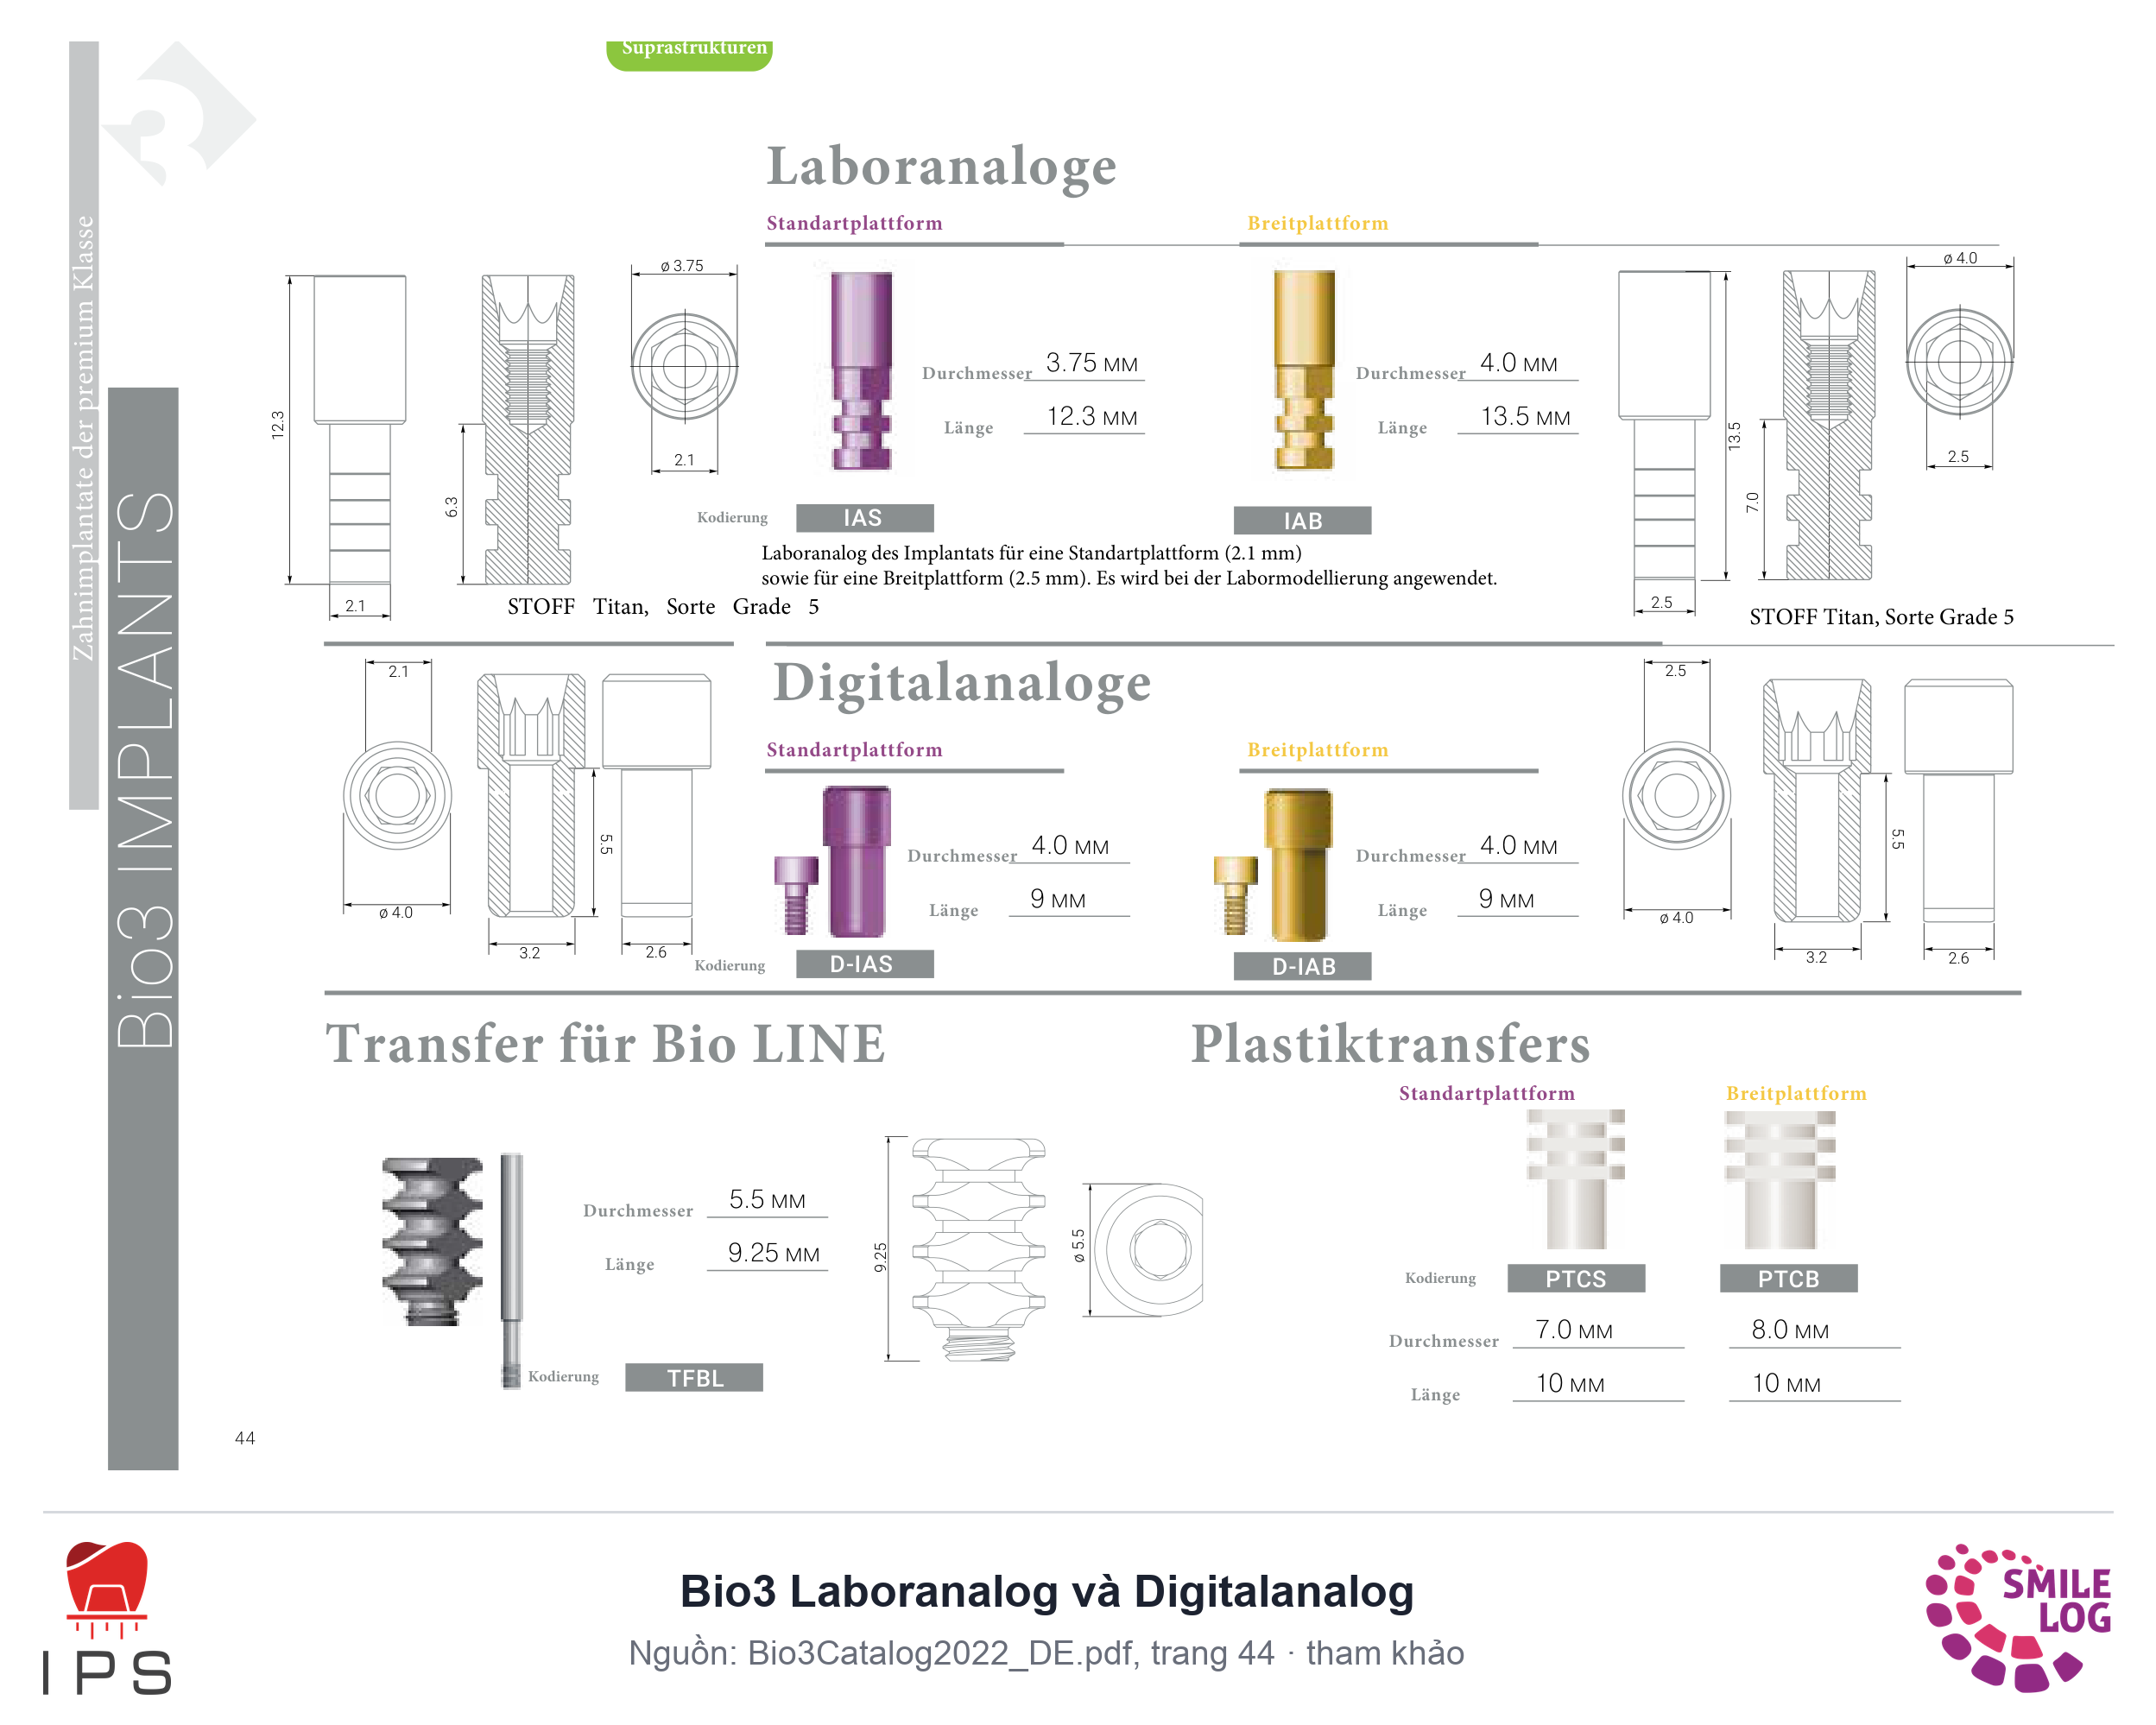 Suprastrukturen
Zahnimplantate der premium Klasse
Bio3 IMPLANTS
Laboranaloge
Standartplattform
Breitplattform
12.3
2.1
6.3
ø 3.75
2.1
Durchmesser 3.75 MM
Länge 12.3 MM
Durchmesser 4.0 MM
Länge 13.5 MM
13.5
2.5
7.0
ø 4.0
2.5
Kodierung IAS
IAB
Laboranalog des Implantats für eine Standartplattform (2.1 mm)
sowie für eine Breitplattform (2.5 mm). Es wird bei der Labormodellierung angewendet.
STOFF Titan, Sorte Grade 5
STOFF Titan, Sorte Grade 5
Digitalanaloge
Standartplattform
Breitplattform
2.1
ø 4.0
5.5
3.2
2.6
Durchmesser 4.0 MM
Länge 9 MM
Durchmesser 4.0 MM
Länge 9 MM
2.5
ø 4.0
5.5
3.2
2.6
Kodierung D-IAS
D-IAB
Transfer für Bio LINE
Durchmesser 5.5 MM
Länge 9.25 MM
9.25
ø 5.5
Kodierung TFBL
Plastiktransfers
Standartplattform
Breitplattform
Kodierung PTCS PTCB
Durchmesser 7.0 MM 8.0 MM
Länge 10 MM 10 MM
44
IPS
Bio3 Laboranalog và Digitalanalog
Nguồn: Bio3Catalog2022_DE.pdf, trang 44 · tham khảo
SMILE
LOG